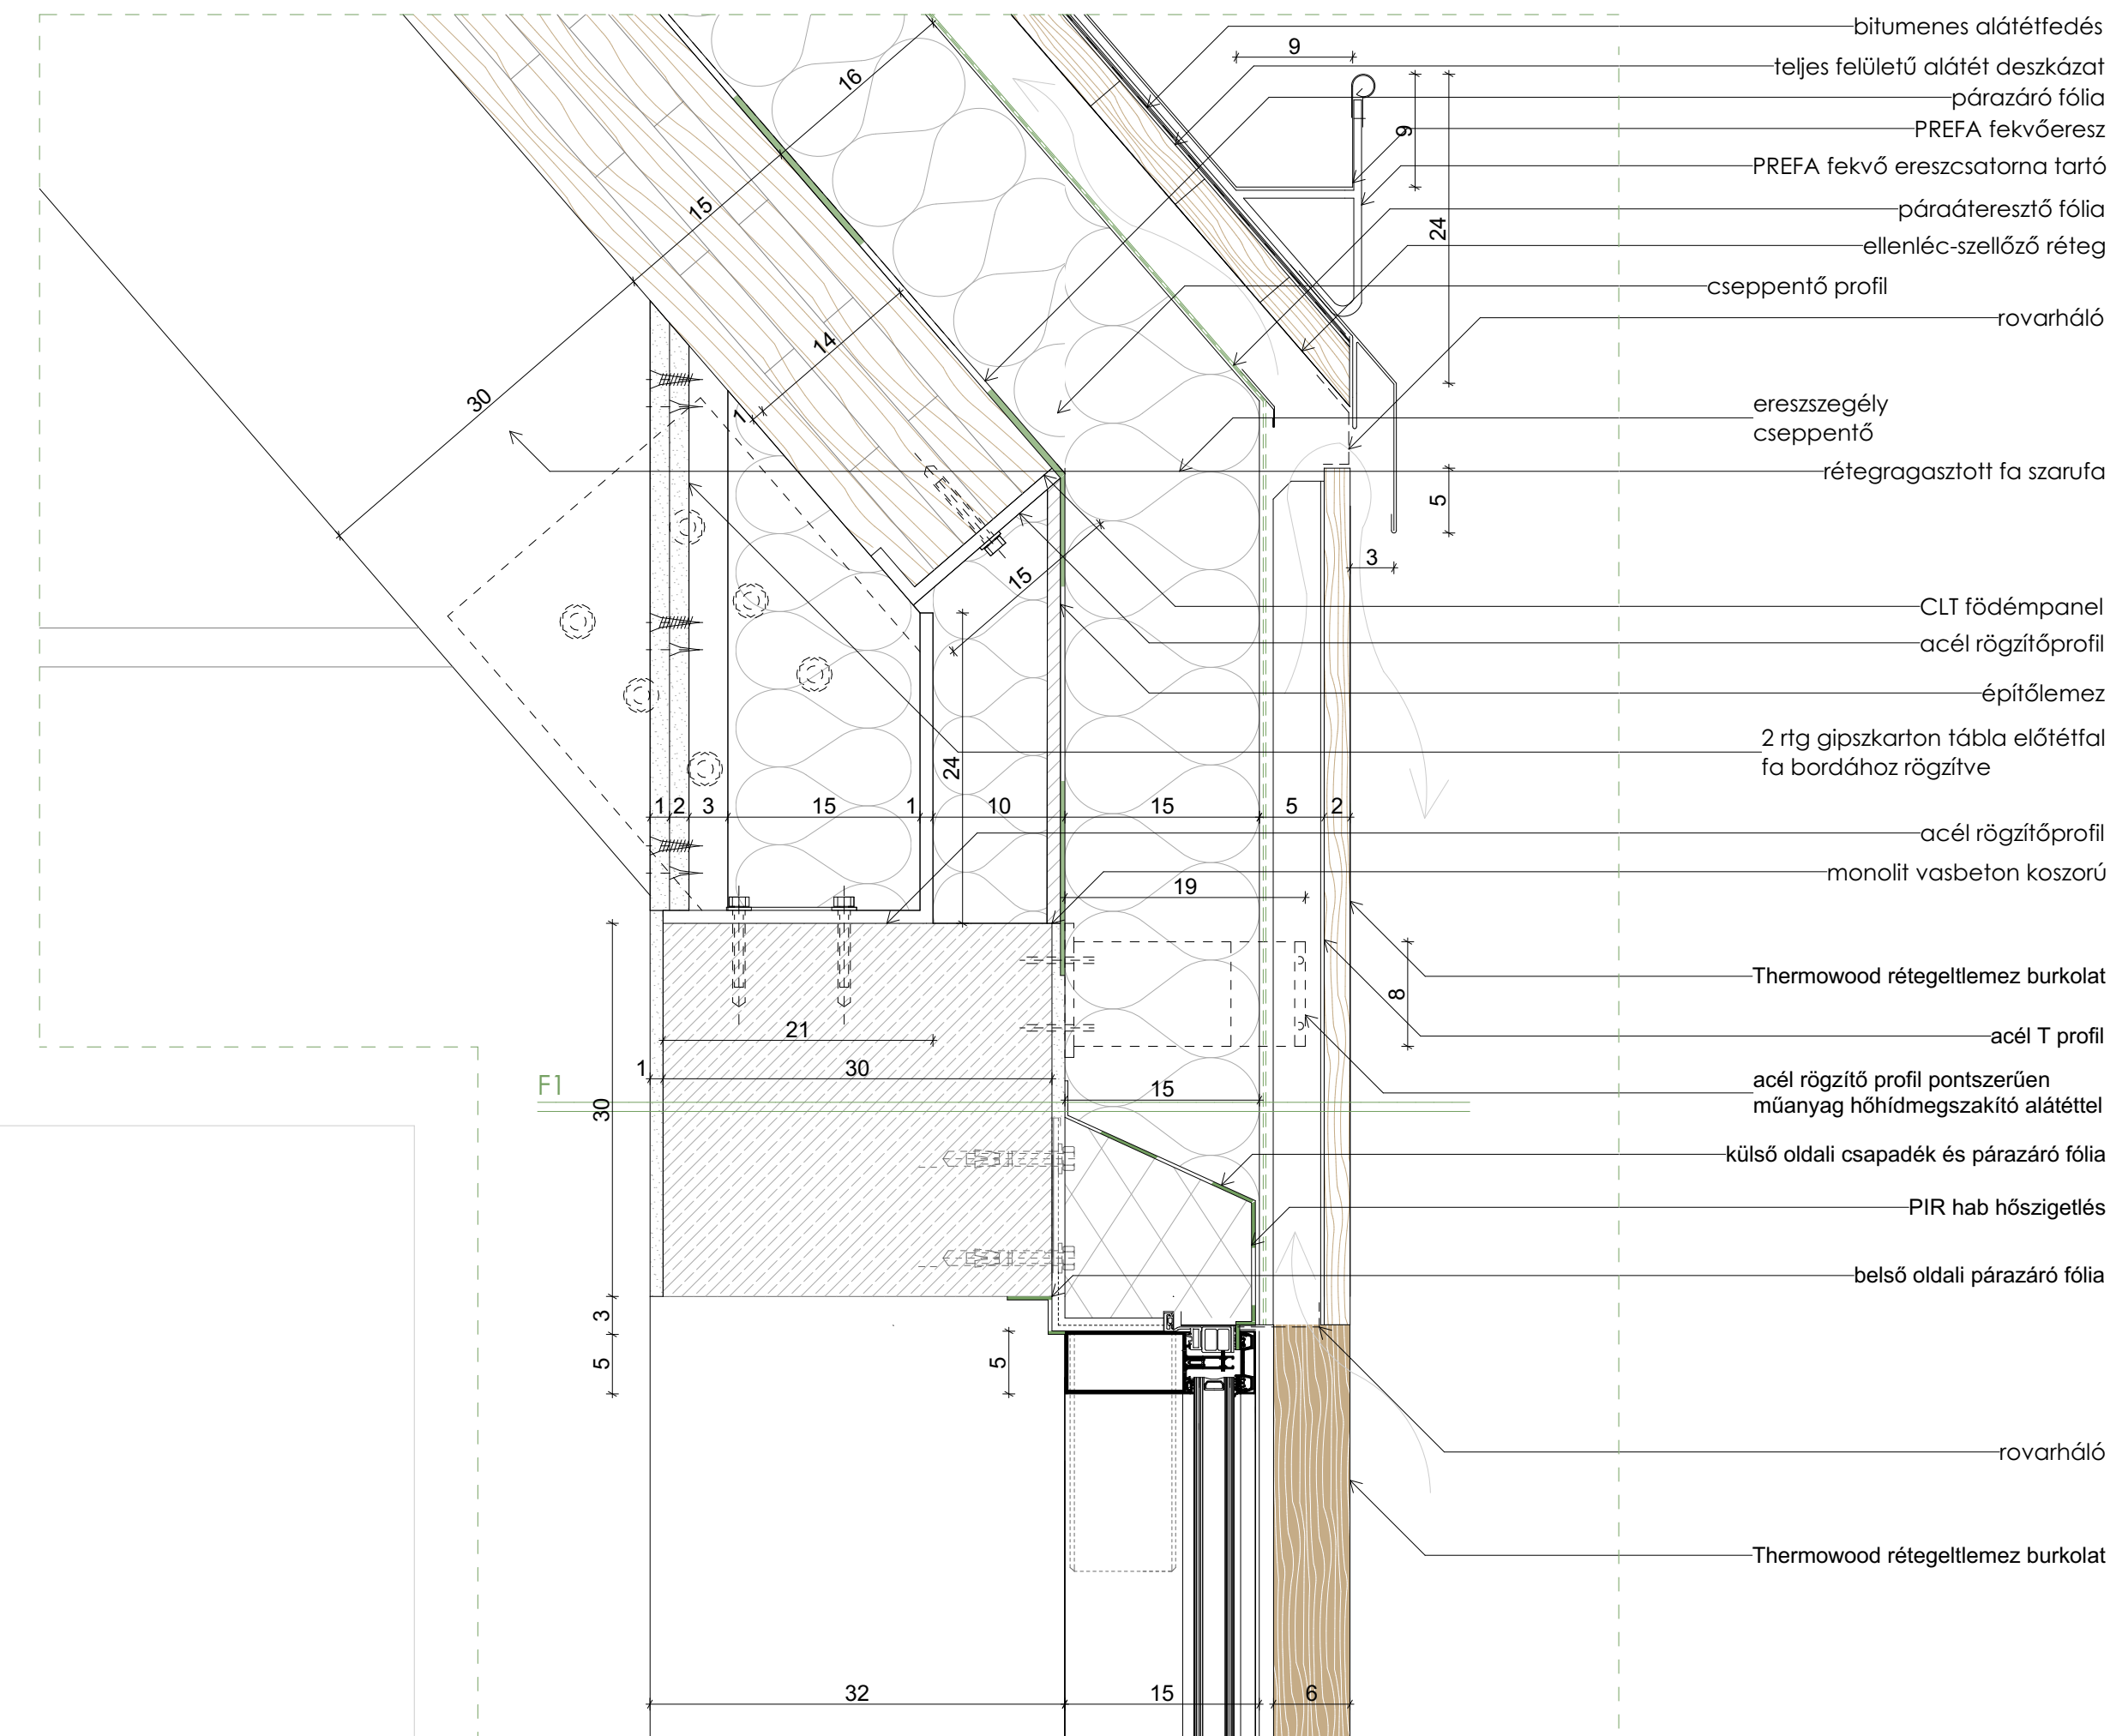 bitumenes alátétfedés
9
teljes felületű alátét deszkázat
16
párazáró fólia
9
PREFA fekvőeresz
PREFA fekvő ereszcsatorna tartó
15
páraáteresztő fólia
24
ellenléc-szellőző réteg
cseppentő profil
rovarháló
14
30
1
ereszszegély
cseppentő
rétegragasztott fa szarufa
5
3
15
CLT födémpanel
acél rögzítőprofil
építőlemez
2 rtg gipszkarton tábla előtétfal
fa bordához rögzítve
24
1 2 3 15 1 10 15 5 2
acél rögzítőprofil
monolit vasbeton koszorú
19
Thermowood rétegeltlemez burkolat
8
21
acél T profil
1 30
F1
30
15
acél rögzítő profil pontszerűen
műanyag hőhídmegszakító alátéttel
külső oldali csapadék és párazáró fólia
PIR hab hőszigetlés
belső oldali párazáró fólia
3
5
5
rovarháló
Thermowood rétegeltlemez burkolat
32 15 6